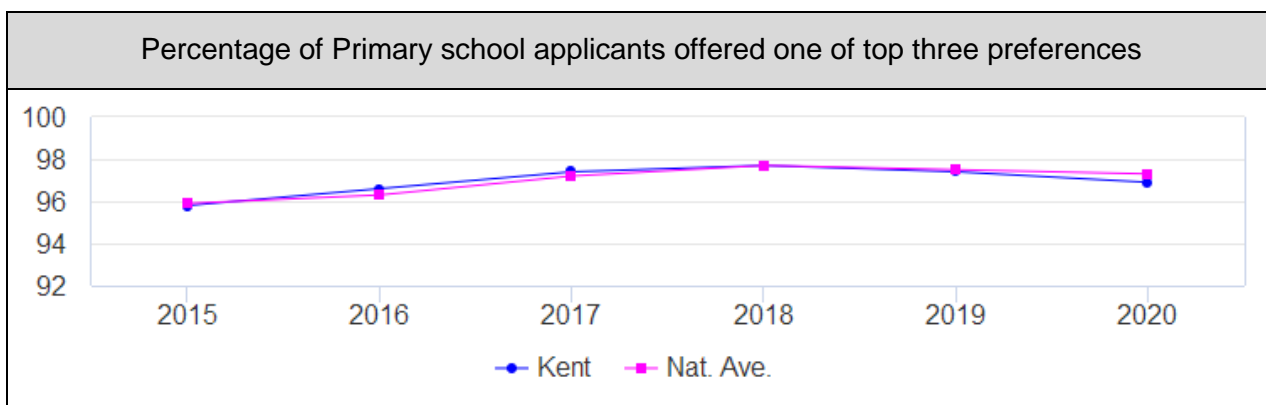 Percentage of Primary school applicants offered one of top three preferences
100
98
96
94
92
2015 2016 2017 2018 2019 2020
Kent Nat. Ave.